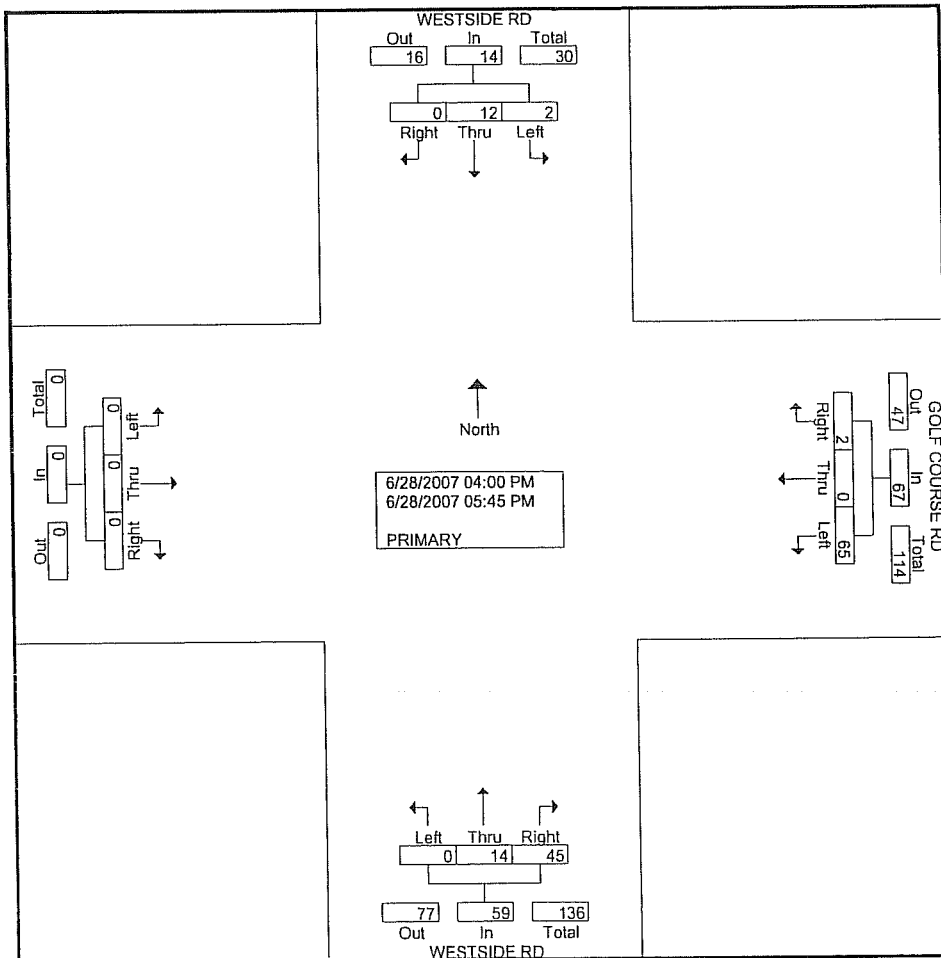 WESTSIDE RD
Out In Total
16 14 30
0 12 2
Right Thru Left
Total In Out
0 0 0
0 0 0
Left Thru Right
North
6/28/2007 04:00 PM
6/28/2007 05:45 PM
PRIMARY
GOLF COURSE RD
Out In Total
47 67 114
2 0 65
Right Thru Left
Left Thru Right
0 14 45
77 59 136
Out In Total
WESTSIDE RD